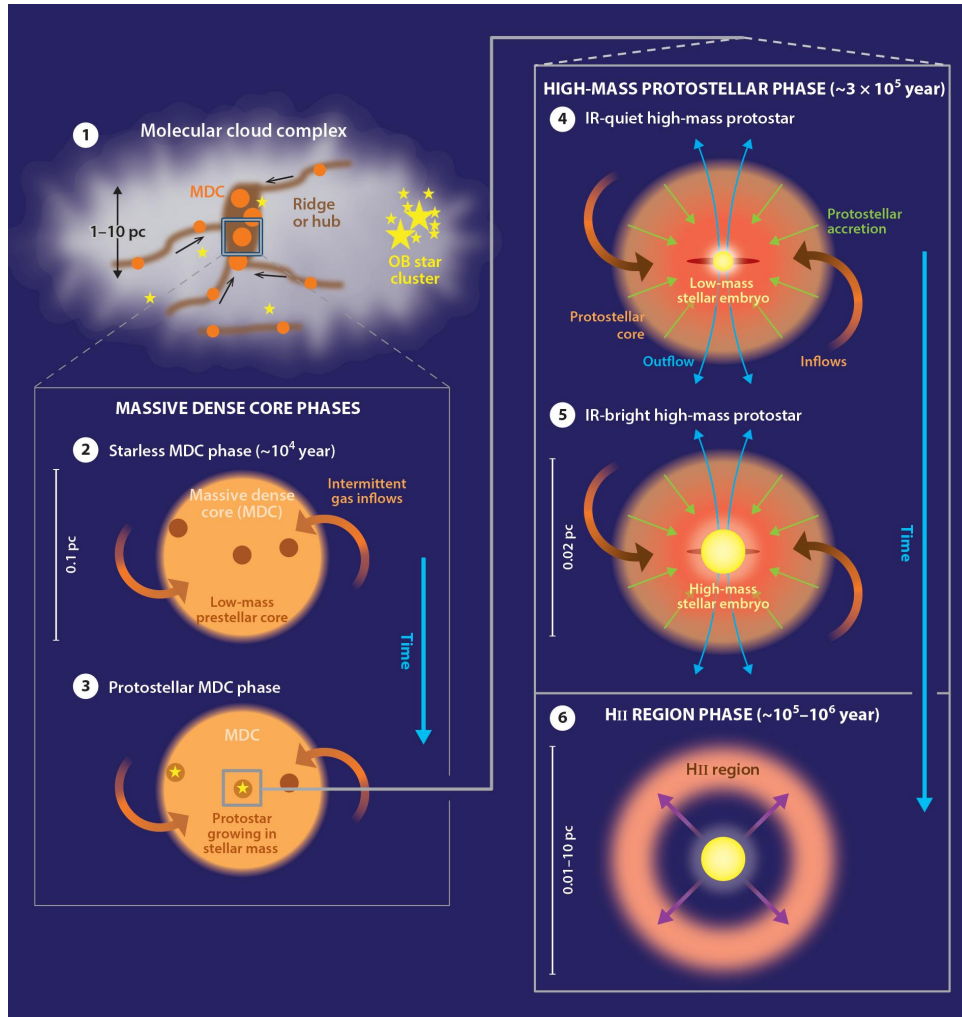 1
Molecular cloud complex
MDC
Ridge
or hub
1–10 pc
OB star
cluster
MASSIVE DENSE CORE PHASES
2
Starless MDC phase (~10⁴ year)
Massive dense
core (MDC)
Intermittent
gas inflows
0.1 pc
Low-mass
prestellar core
Time
3
Protostellar MDC phase
MDC
Protostar
growing in
stellar mass
HIGH-MASS PROTOSTELLAR PHASE (~3 × 10⁵ year)
4
IR-quiet high-mass protostar
Protostellar
accretion
Low-mass
stellar embryo
Protostellar
core
Outflow
Inflows
5
IR-bright high-mass protostar
0.02 pc
High-mass
stellar embryo
Time
6
HII REGION PHASE (~10⁵–10⁶ year)
HII region
0.01–10 pc